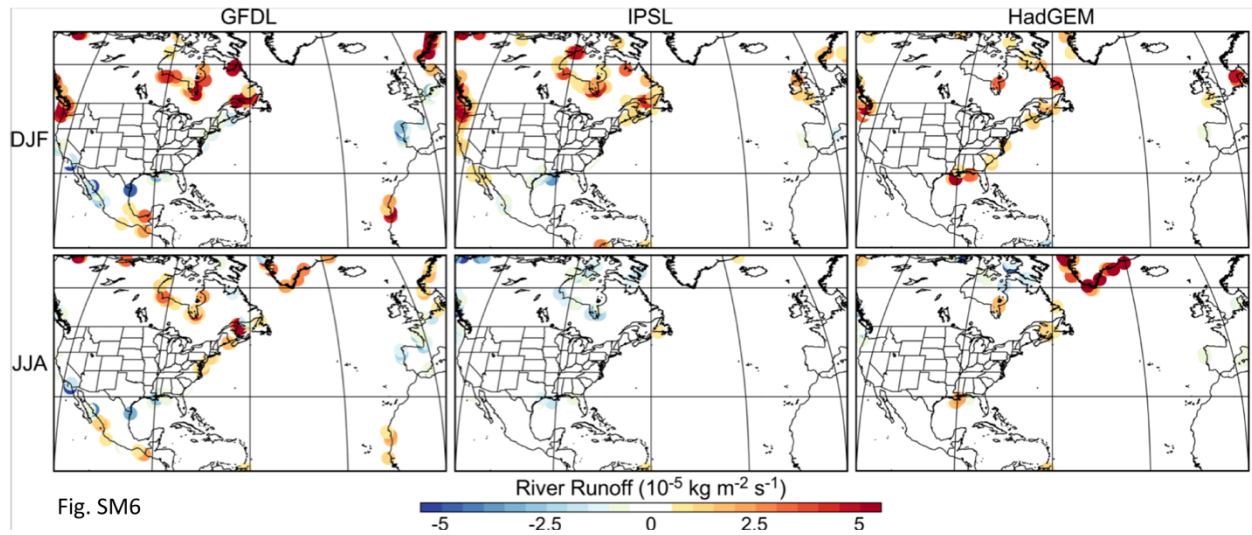 GFDL IPSL HadGEM
DJF
JJA
Fig. SM6
River Runoff (10⁻⁵ kg m⁻² s⁻¹)
-5 -2.5 0 2.5 5